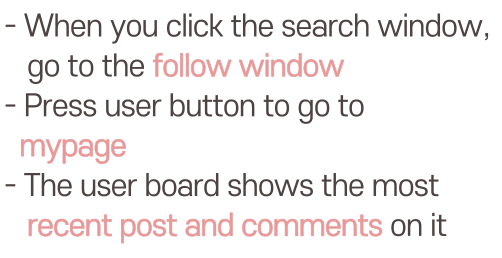 - When you click the search window,
go to the follow window
- Press user button to go to
mypage
- The user board shows the most
recent post and comments on it